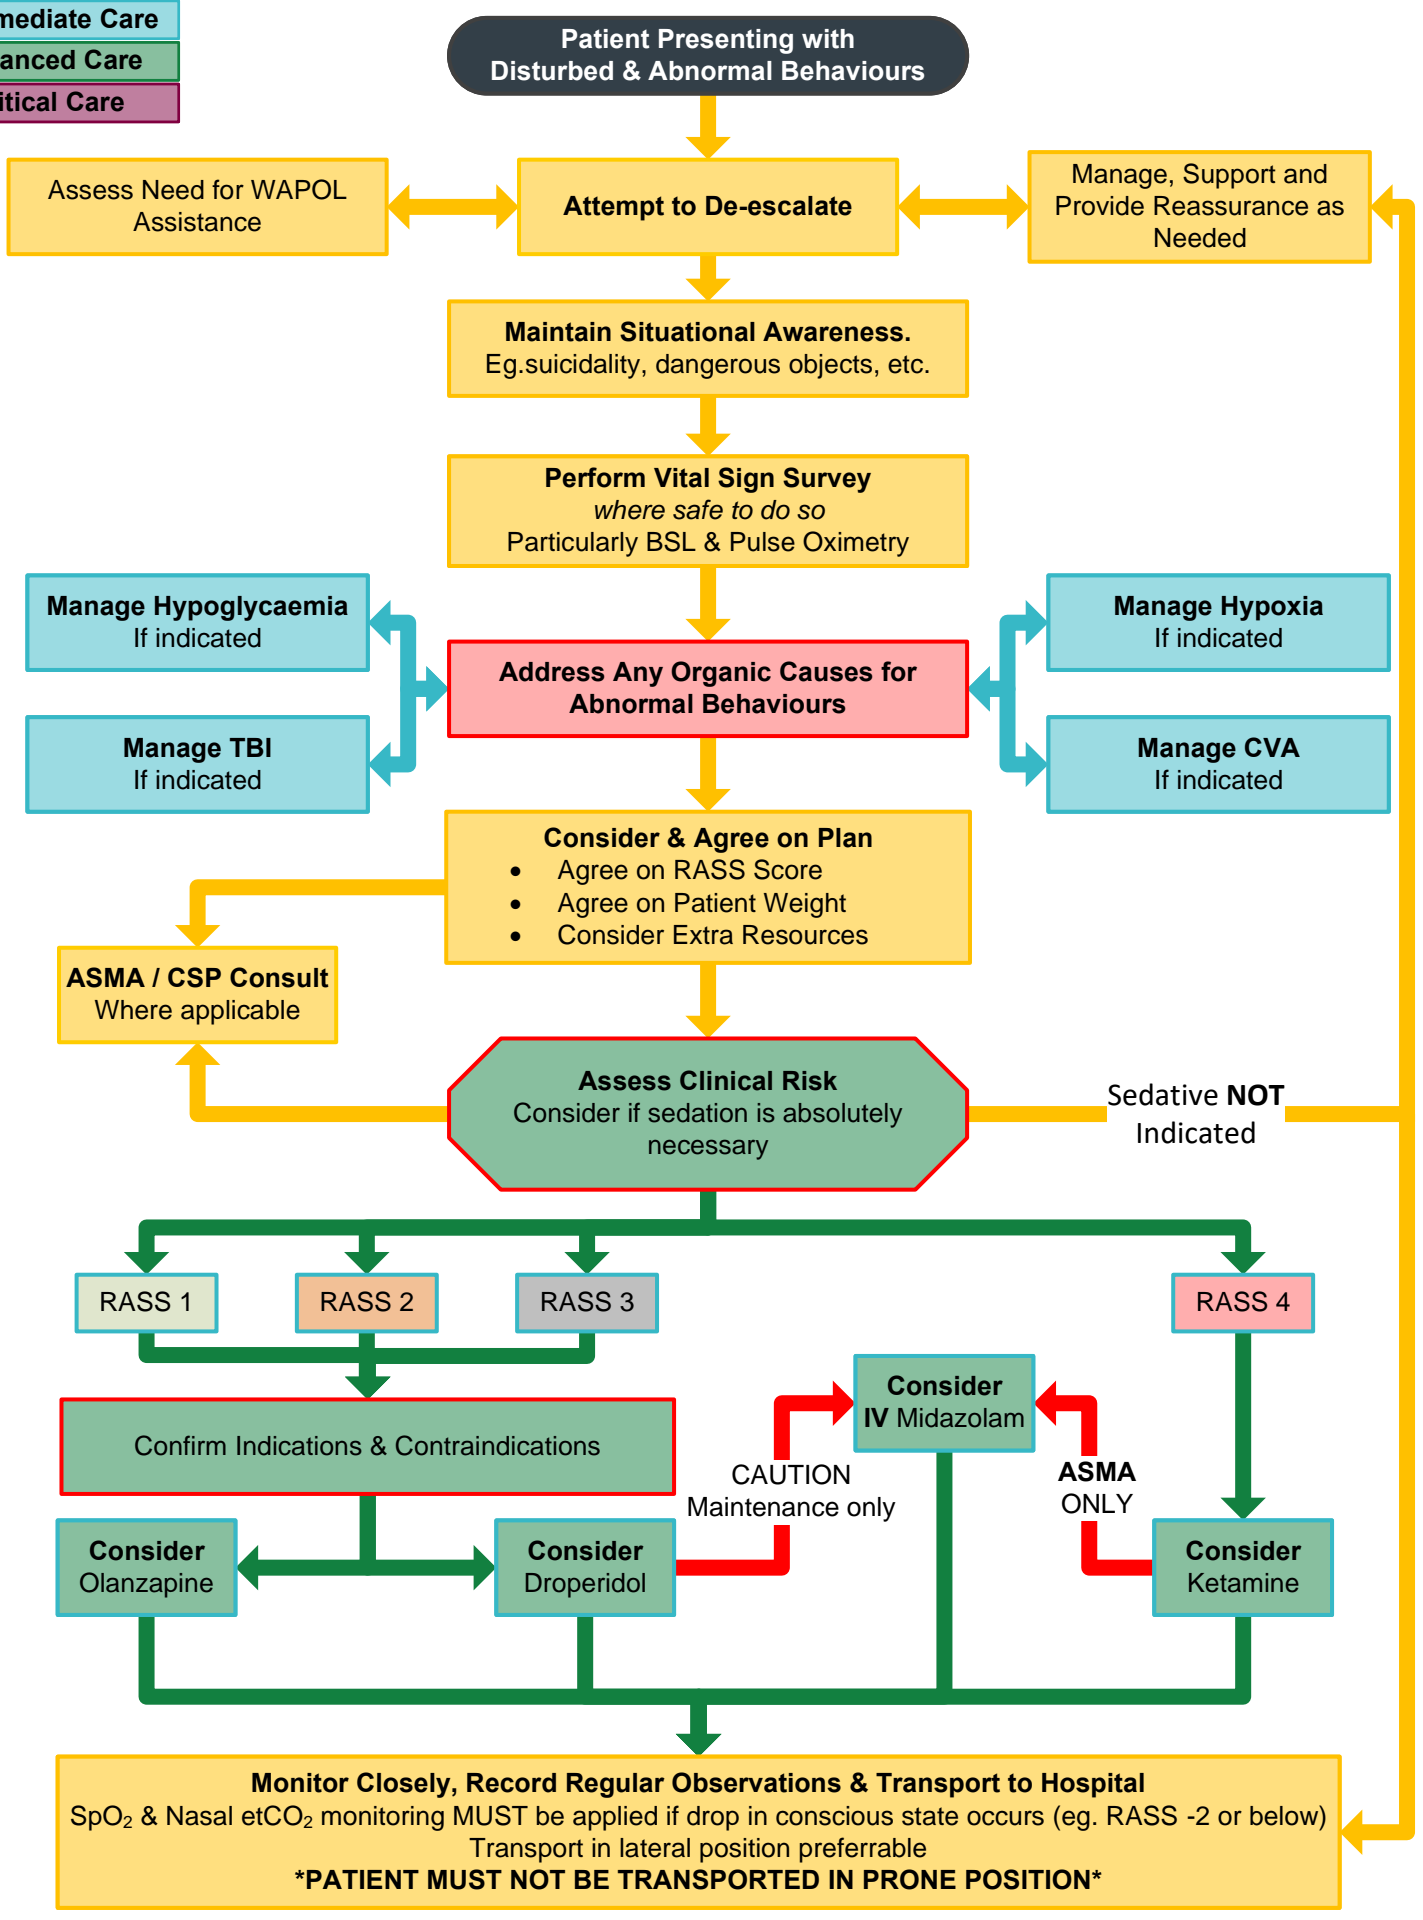 mediate Care
anced Care
itical Care
Patient Presenting with
Disturbed & Abnormal Behaviours
Assess Need for WAPOL
Assistance
Attempt to De-escalate
Manage, Support and
Provide Reassurance as
Needed
Maintain Situational Awareness.
Eg.suicidality, dangerous objects, etc.
Perform Vital Sign Survey
where safe to do so
Particularly BSL & Pulse Oximetry
Manage Hypoglycaemia
If indicated
Manage Hypoxia
If indicated
Address Any Organic Causes for
Abnormal Behaviours
Manage TBI
If indicated
Manage CVA
If indicated
Consider & Agree on Plan
• Agree on RASS Score
• Agree on Patient Weight
• Consider Extra Resources
ASMA / CSP Consult
Where applicable
Assess Clinical Risk
Consider if sedation is absolutely
necessary
Sedative NOT
Indicated
RASS 1
RASS 2
RASS 3
RASS 4
Confirm Indications & Contraindications
Consider
IV Midazolam
CAUTION
Maintenance only
ASMA
ONLY
Consider
Olanzapine
Consider
Droperidol
Consider
Ketamine
Monitor Closely, Record Regular Observations & Transport to Hospital
SpO2 & Nasal etCO2 monitoring MUST be applied if drop in conscious state occurs (eg. RASS -2 or below)
Transport in lateral position preferrable
*PATIENT MUST NOT BE TRANSPORTED IN PRONE POSITION*